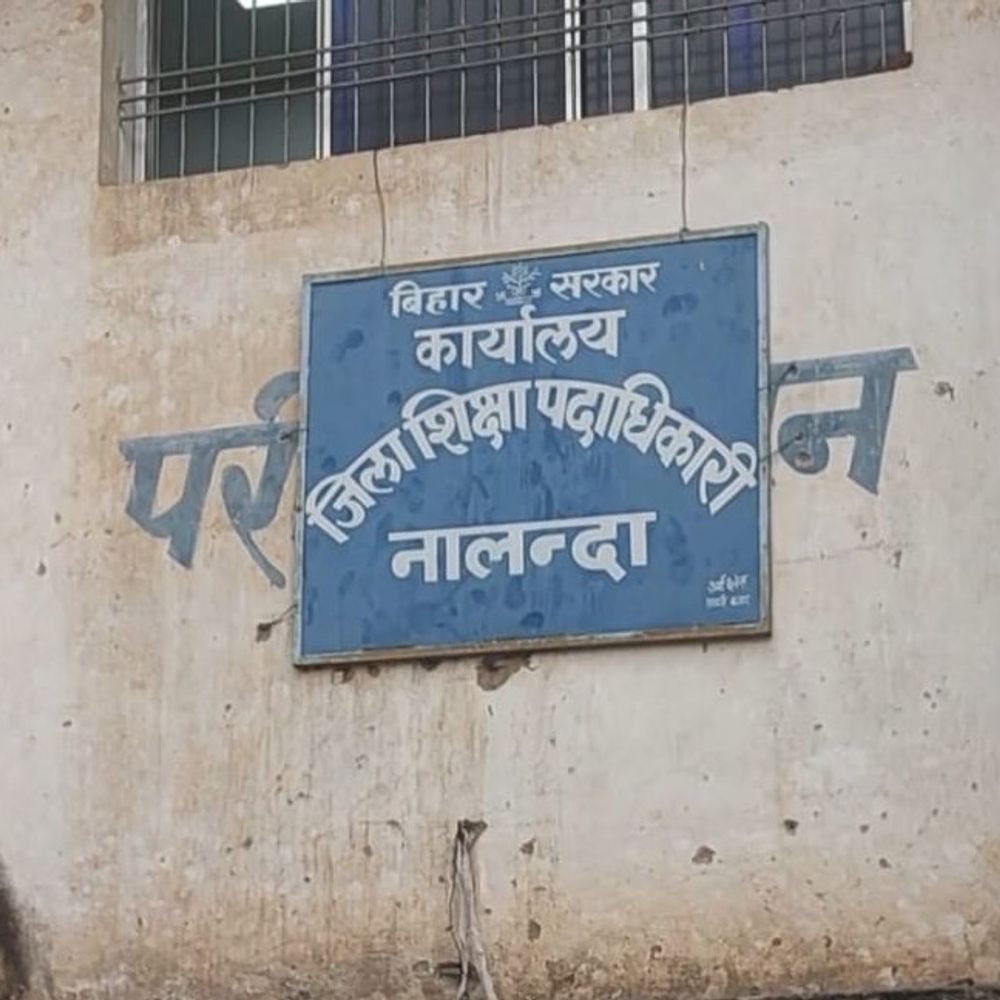 बिहार सरकार
कार्यालय
जिला शिक्षा पदाधिकारी
नालन्दा